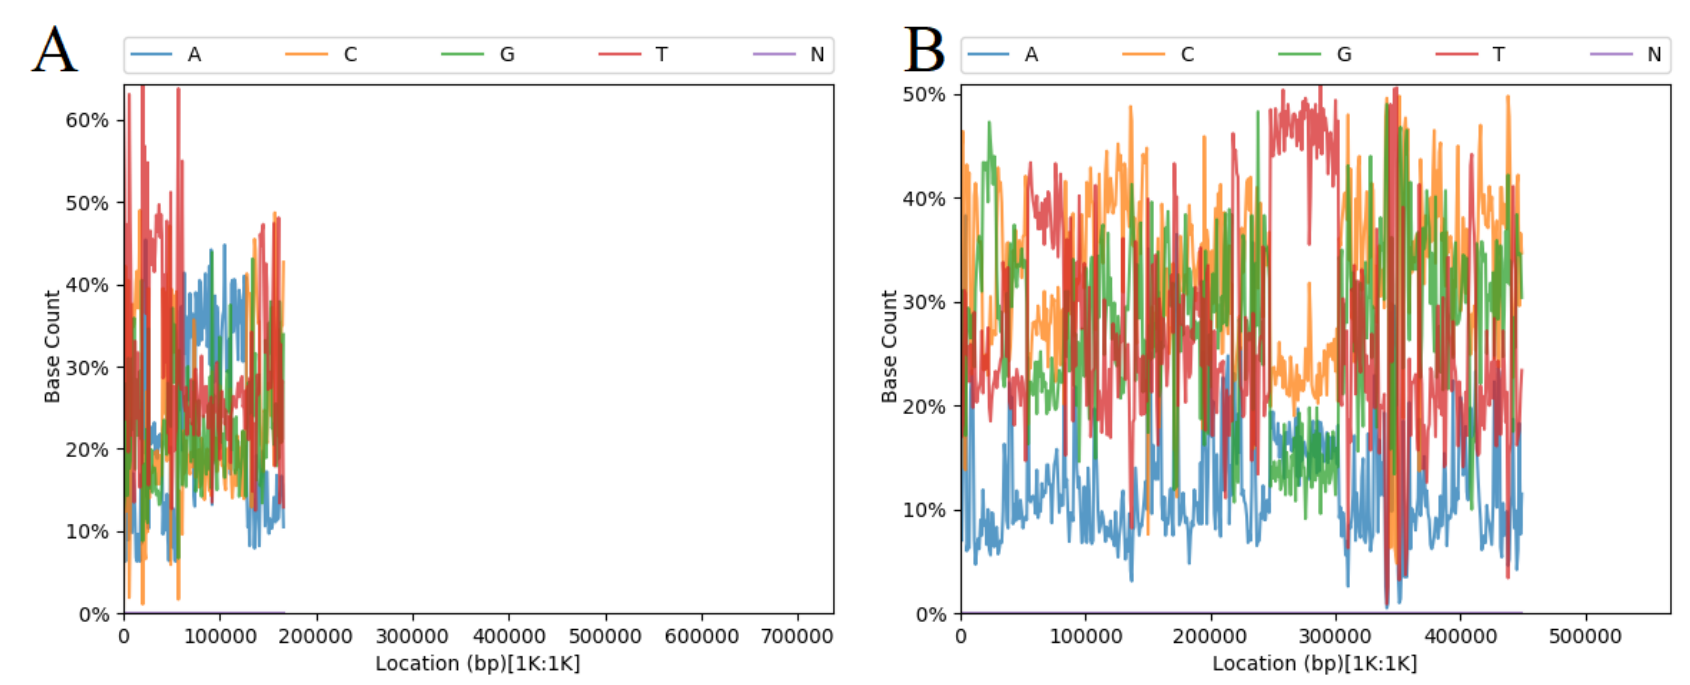 A
A C G T N
60%
50%
40%
30%
20%
10%
0%
Base Count
0 100000 200000 300000 400000 500000 600000 700000
Location (bp)[1K:1K]
B
A C G T N
50%
40%
30%
20%
10%
0%
Base Count
0 100000 200000 300000 400000 500000
Location (bp)[1K:1K]